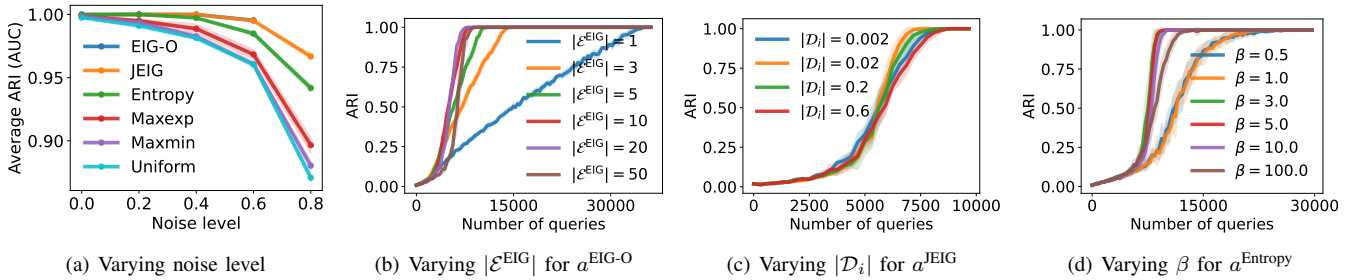 Average ARI (AUC)
1.00
0.95
0.90
EIG-O
JEIG
Entropy
Maxexp
Maxmin
Uniform
0.0 0.2 0.4 0.6 0.8
Noise level
(a) Varying noise level
ARI
1.00
0.75
0.50
0.25
0.00
|ℰ^EIG| = 1
|ℰ^EIG| = 3
|ℰ^EIG| = 5
|ℰ^EIG| = 10
|ℰ^EIG| = 20
|ℰ^EIG| = 50
0 15000 30000
Number of queries
(b) Varying |ℰ^EIG| for a^EIG-O
ARI
1.00
0.75
0.50
0.25
0.00
|𝒟_i| = 0.002
|𝒟_i| = 0.02
|𝒟_i| = 0.2
|𝒟_i| = 0.6
0 2500 5000 7500 10000
Number of queries
(c) Varying |𝒟_i| for a^JEIG
ARI
1.00
0.75
0.50
0.25
0.00
β = 0.5
β = 1.0
β = 3.0
β = 5.0
β = 10.0
β = 100.0
0 15000 30000
Number of queries
(d) Varying β for a^Entropy